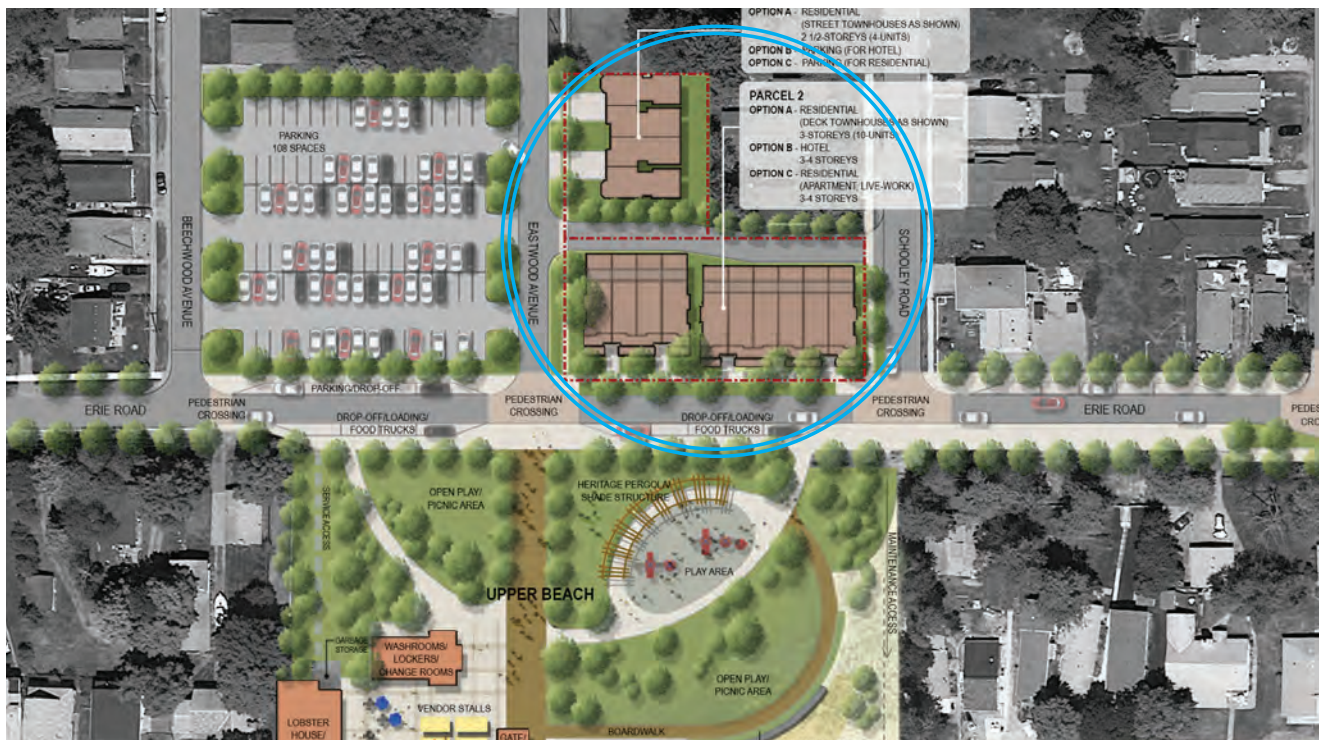 OPTION A - RESIDENTIAL
(STREET TOWNHOUSES AS SHOWN)
2 1/2-STOREYS (4-UNITS)
OPTION B - PARKING (FOR HOTEL)
OPTION C - PARKING (FOR RESIDENTIAL)
PARCEL 2
OPTION A - RESIDENTIAL
(DECK TOWNHOUSES AS SHOWN)
3-STOREYS (10-UNITS)
OPTION B - HOTEL
3-4 STOREYS
OPTION C - RESIDENTIAL
(APARTMENT, LIVE-WORK)
3-4 STOREYS
PARKING
108 SPACES
BEECHWOOD AVENUE
EASTWOOD AVENUE
SCHOOLEY ROAD
PARKING/DROP-OFF
PEDESTRIAN
CROSSING
PEDESTRIAN
CROSSING
PEDESTRIAN
CROSSING
ERIE ROAD
ERIE ROAD
DROP-OFF/LOADING/
FOOD TRUCKS
DROP-OFF/LOADING/
FOOD TRUCKS
SERVICE ACCESS
OPEN PLAY/
PICNIC AREA
HERITAGE PERGOLA/
SHADE STRUCTURE
PLAY AREA
MAINTENANCE ACCESS
UPPER BEACH
GARBAGE
STORAGE
WASHROOMS/
LOCKERS/
CHANGE ROOMS
OPEN PLAY/
PICNIC AREA
VENDOR STALLS
LOBSTER
HOUSE/
GATE/
BOARDWALK